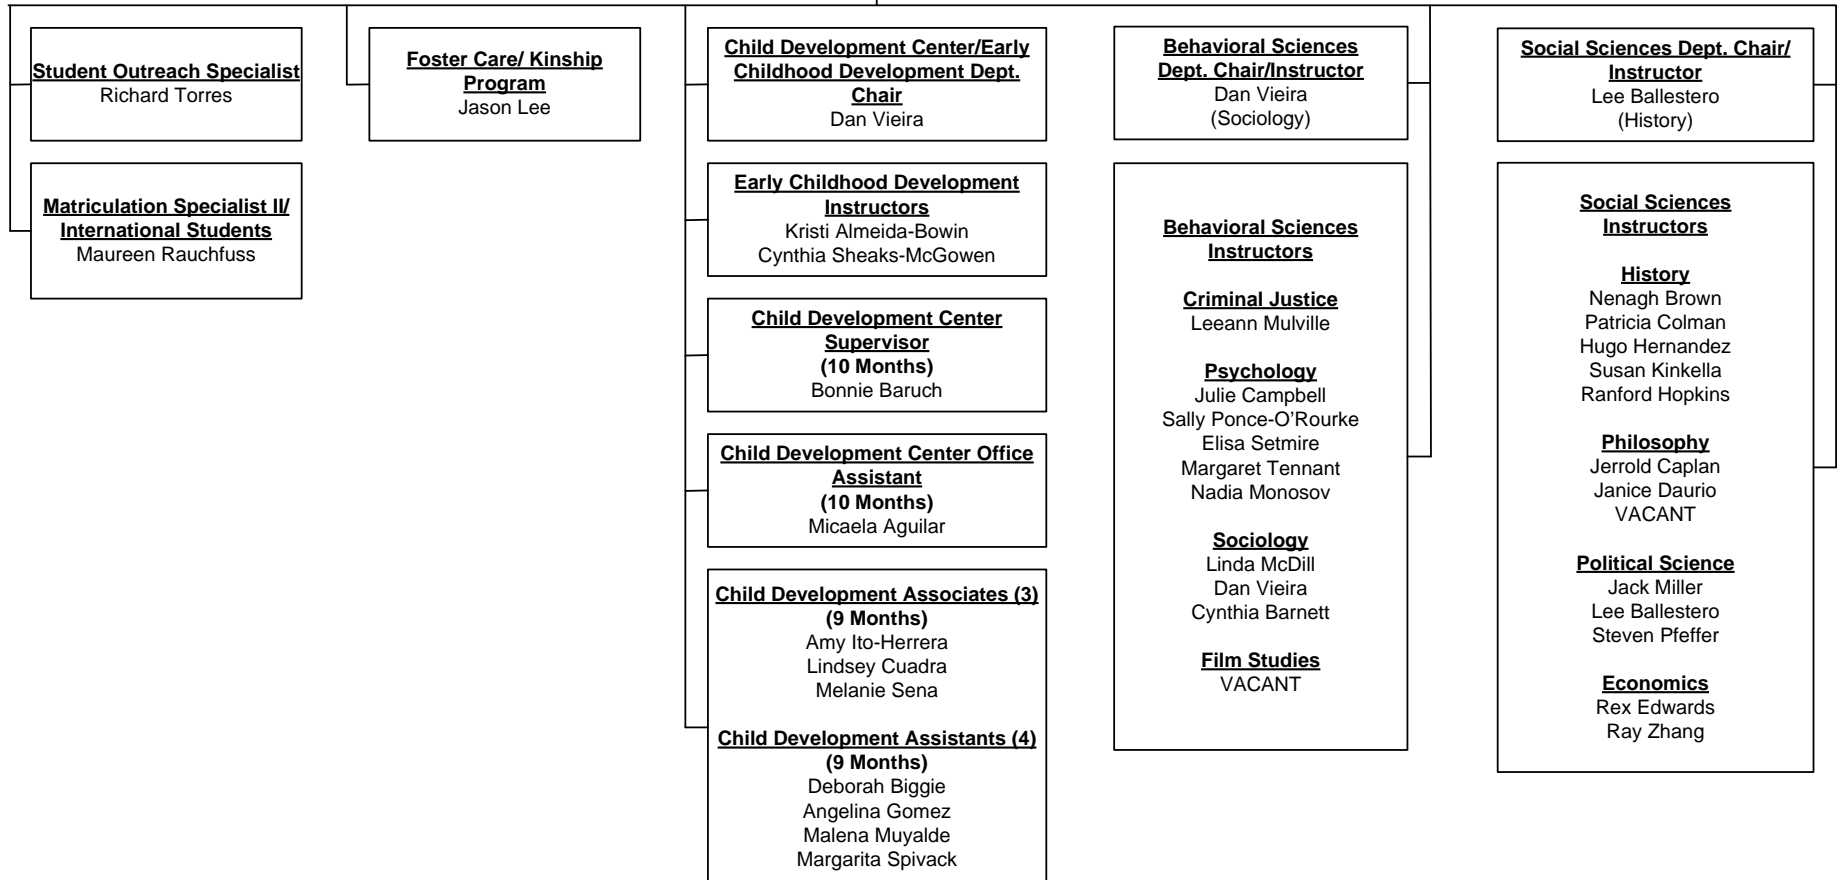 Student Outreach Specialist
Richard Torres
Matriculation Specialist II/
International Students
Maureen Rauchfuss
Foster Care/ Kinship
Program
Jason Lee
Child Development Center/Early
Childhood Development Dept.
Chair
Dan Vieira
Early Childhood Development
Instructors
Kristi Almeida-Bowin
Cynthia Sheaks-McGowen
Child Development Center
Supervisor
(10 Months)
Bonnie Baruch
Child Development Center Office
Assistant
(10 Months)
Micaela Aguilar
Child Development Associates (3)
(9 Months)
Amy Ito-Herrera
Lindsey Cuadra
Melanie Sena
Child Development Assistants (4)
(9 Months)
Deborah Biggie
Angelina Gomez
Malena Muyalde
Margarita Spivack
Behavioral Sciences
Dept. Chair/Instructor
Dan Vieira
(Sociology)
Behavioral Sciences
Instructors
Criminal Justice
Leeann Mulville
Psychology
Julie Campbell
Sally Ponce-O’Rourke
Elisa Setmire
Margaret Tennant
Nadia Monosov
Sociology
Linda McDill
Dan Vieira
Cynthia Barnett
Film Studies
VACANT
Social Sciences Dept. Chair/
Instructor
Lee Ballestero
(History)
Social Sciences
Instructors
History
Nenagh Brown
Patricia Colman
Hugo Hernandez
Susan Kinkella
Ranford Hopkins
Philosophy
Jerrold Caplan
Janice Daurio
VACANT
Political Science
Jack Miller
Lee Ballestero
Steven Pfeffer
Economics
Rex Edwards
Ray Zhang